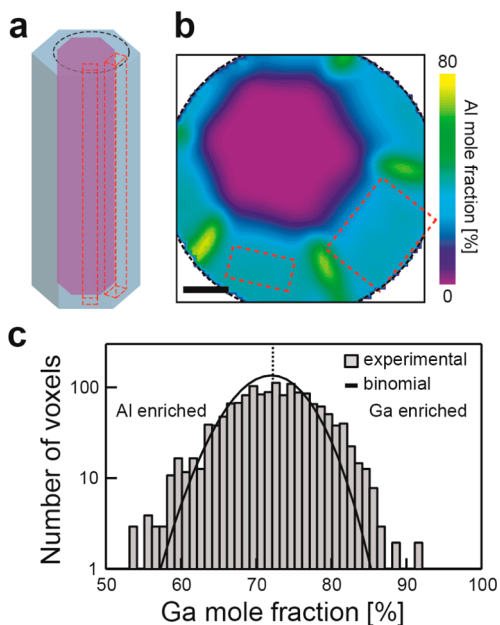 a
b
80
Al mole fraction [%]
0
c
experimental
binomial
Al enriched
Ga enriched
Number of voxels
100
10
1
50
60
70
80
90
100
Ga mole fraction [%]